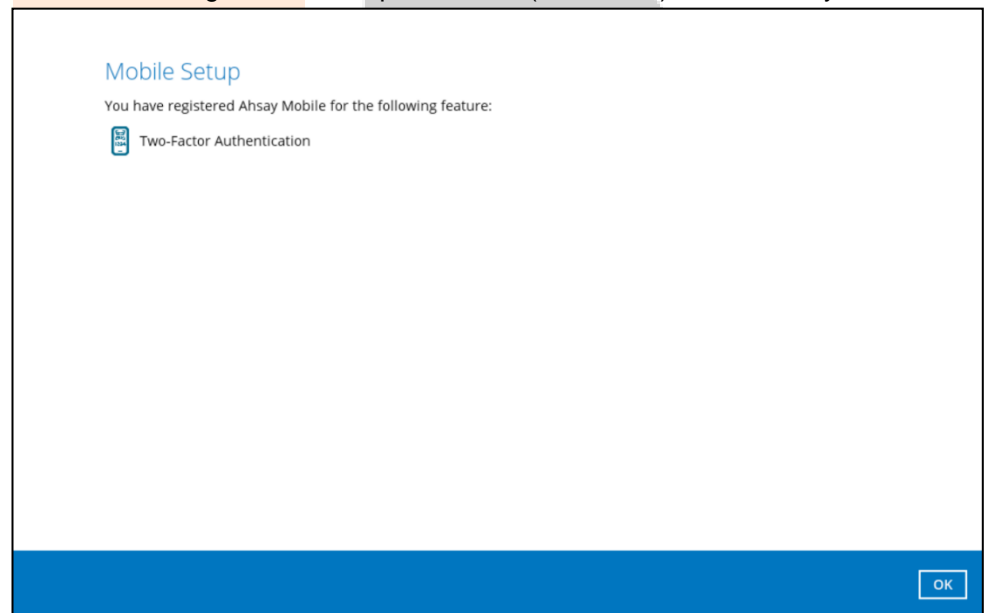 Mobile Setup
You have registered Ahsay Mobile for the following feature:
Two-Factor Authentication
OK